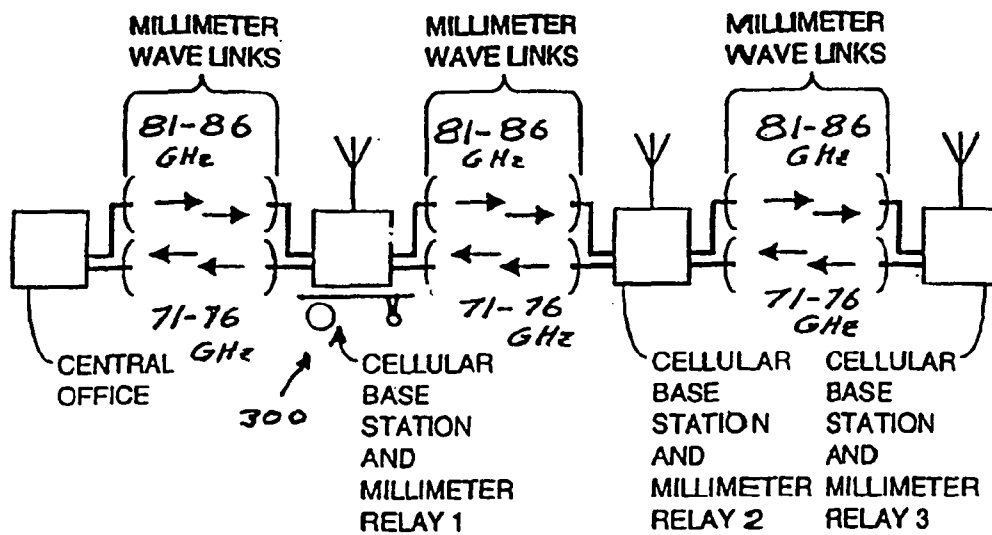 MILLIMETER
WAVE LINKS
MILLIMETER
WAVE LINKS
MILLIMETER
WAVE LINKS
81-86
GHz
81-86
GHz
81-86
GHz
71-76
GHz
71-76
GHz
71-76
GHz
CENTRAL
OFFICE
300
CELLULAR
BASE
STATION
AND
MILLIMETER
RELAY 1
CELLULAR
BASE
STATION
AND
MILLIMETER
RELAY 2
CELLULAR
BASE
STATION
AND
MILLIMETER
RELAY 3